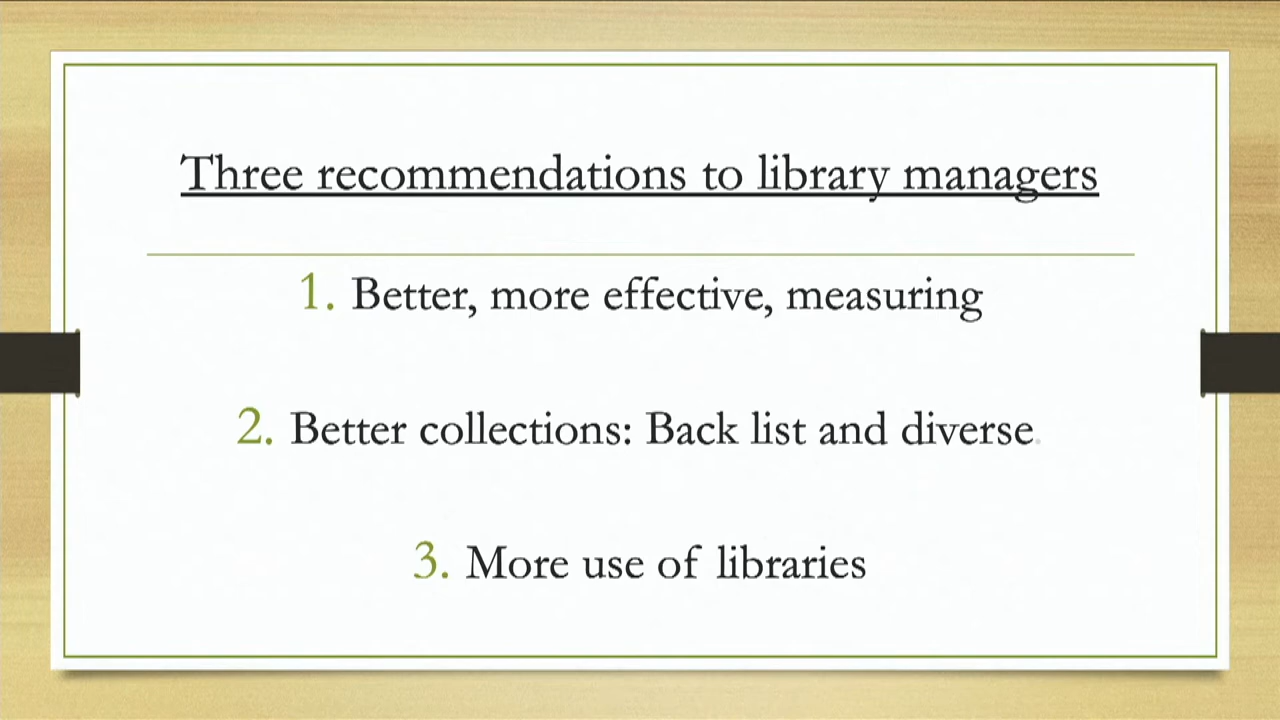 Three recommendations to library managers
1. Better, more effective, measuring
2. Better collections: Back list and diverse.
3. More use of libraries